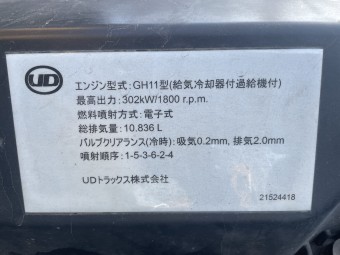 UD
エンジン型式:GH11型(給気冷却器付過給機付)
最高出力:302kW/1800 r.p.m.
燃料噴射方式:電子式
総排気量:10.836 L
バルブクリアランス(冷時):吸気0.2mm, 排気2.0mm
噴射順序:1-5-3-6-2-4
UDトラックス株式会社
21524418